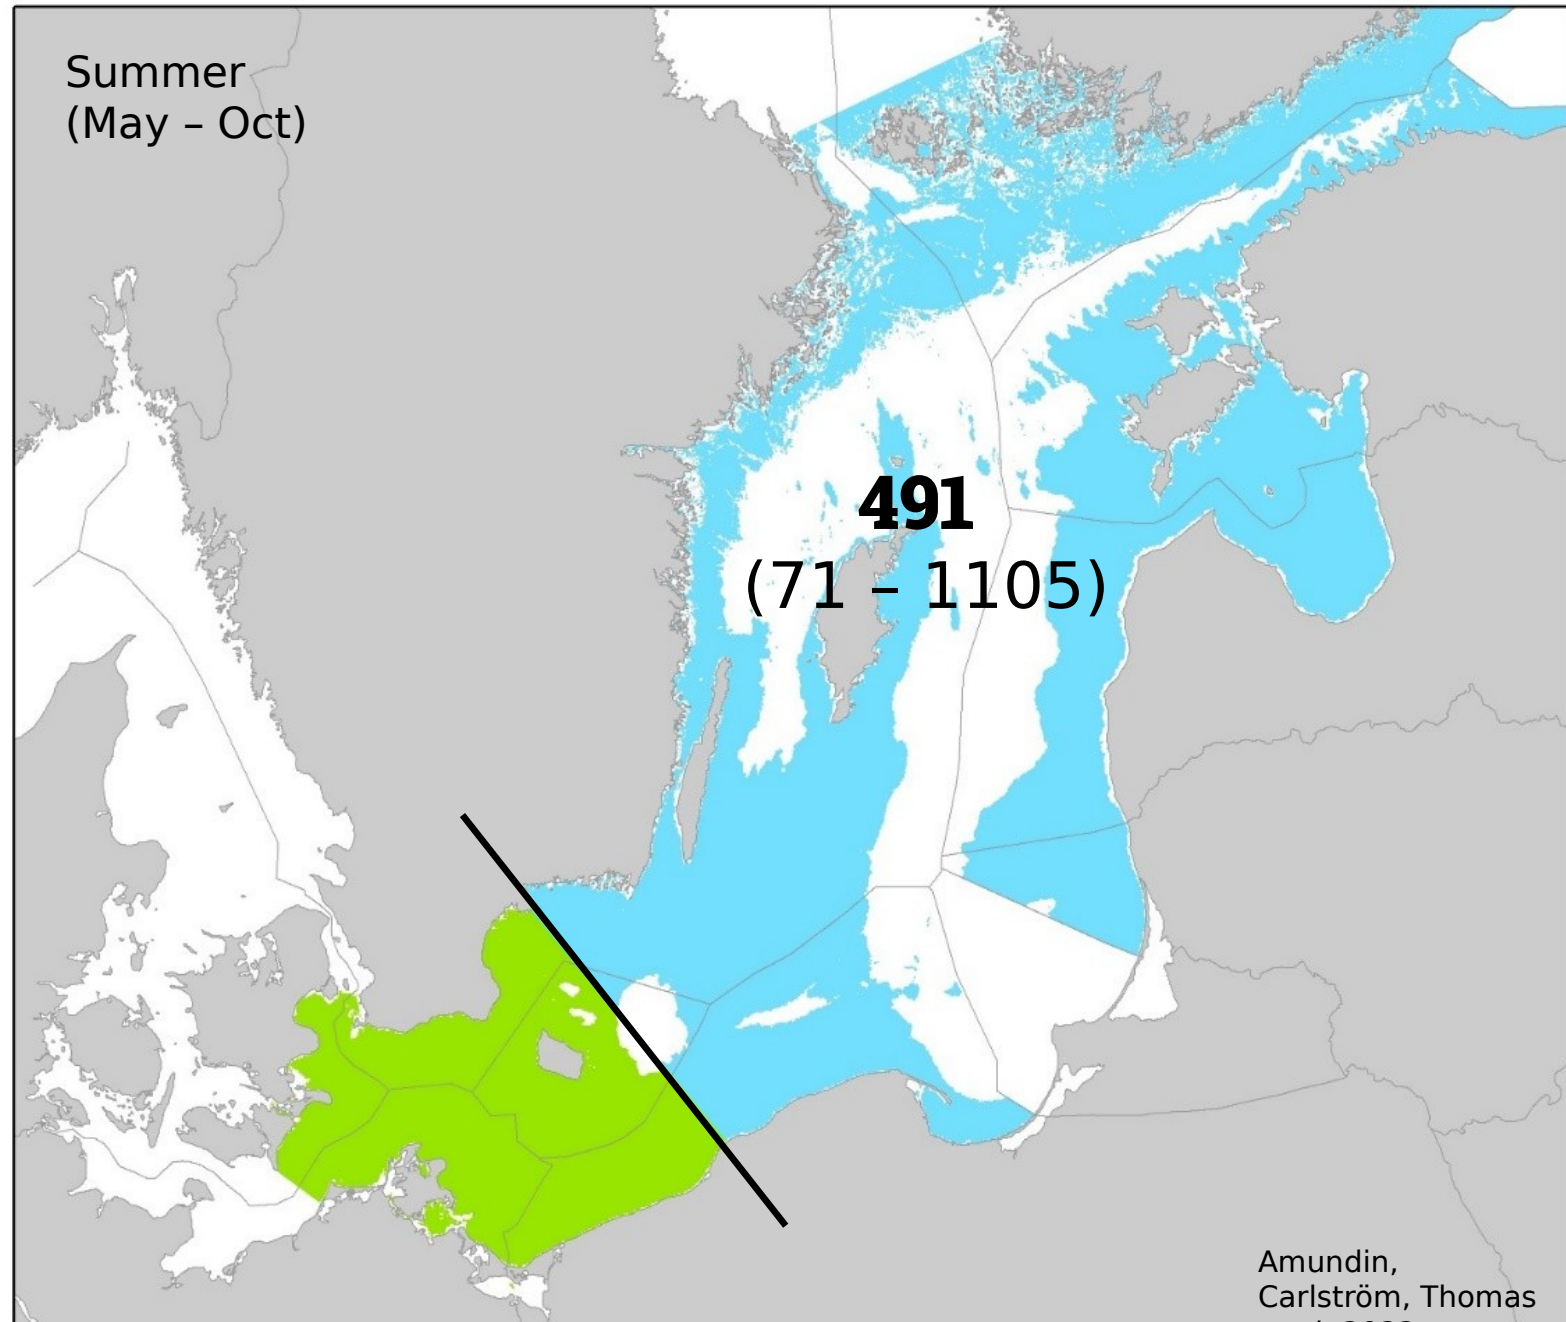 Summer
(May – Oct)
491
(71 – 1105)
Amundin,
Carlström, Thomas